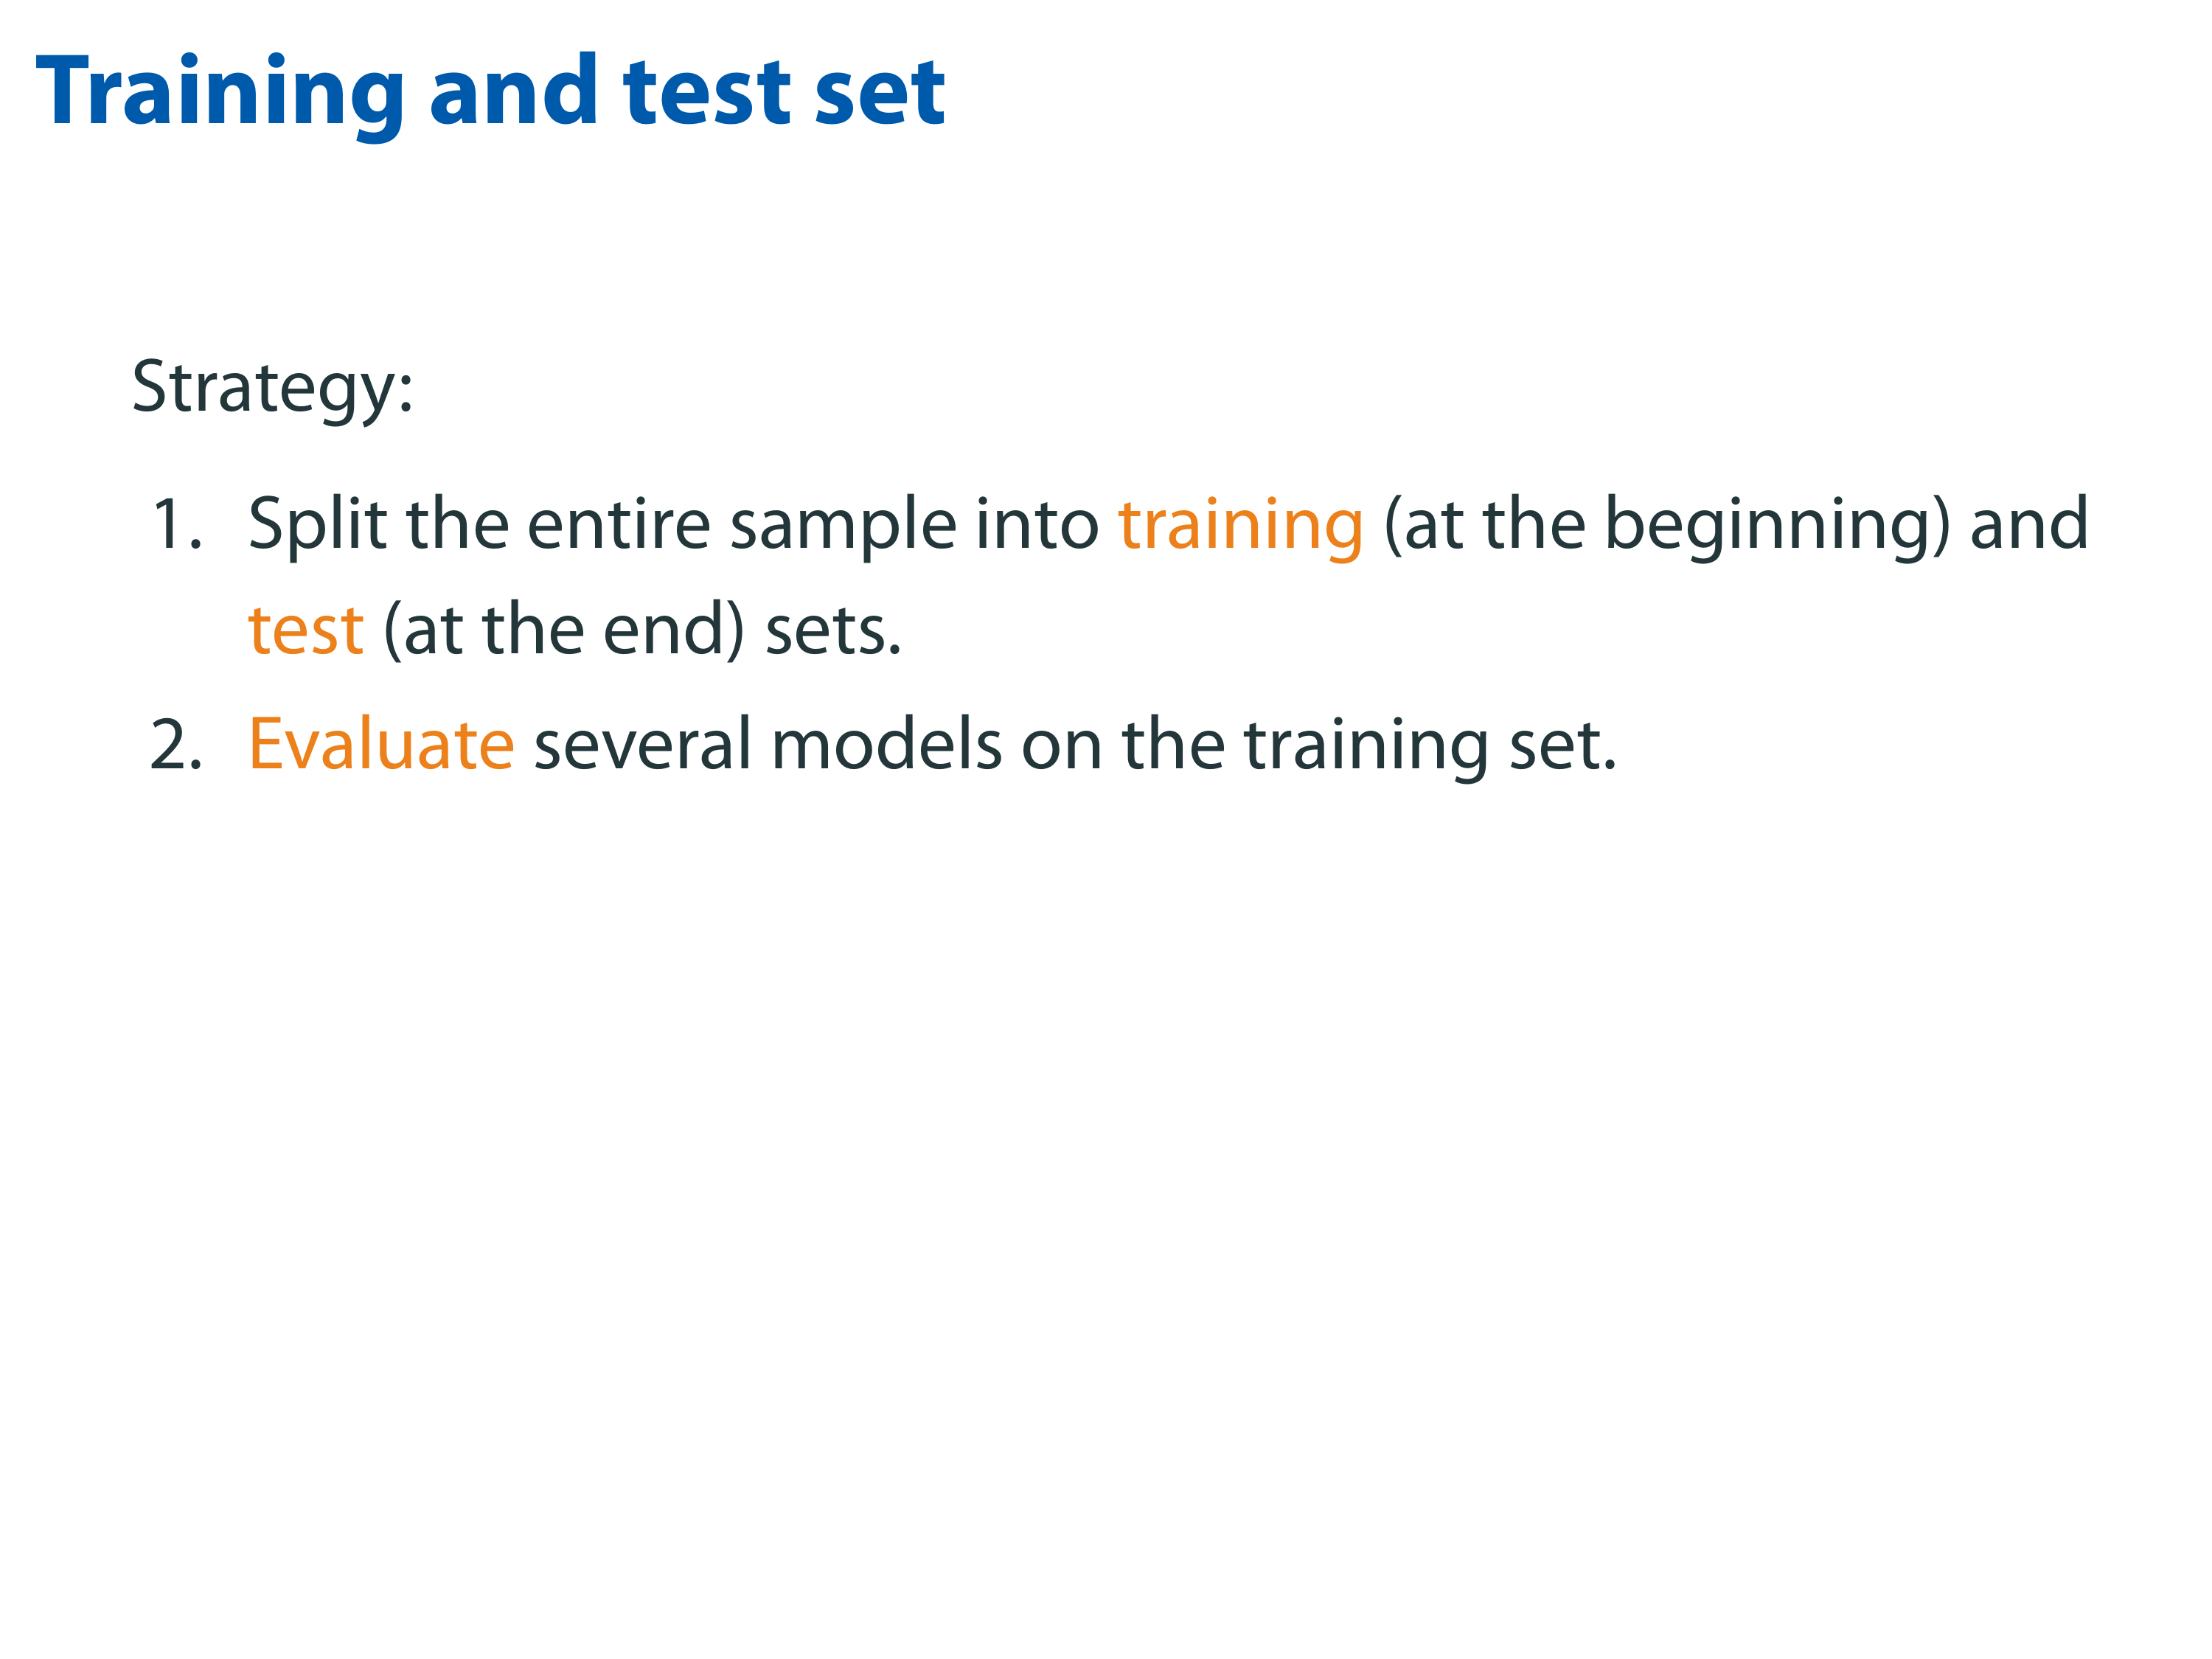 Training and test set
Strategy:
1. Split the entire sample into training (at the beginning) and
test (at the end) sets.
2. Evaluate several models on the training set.